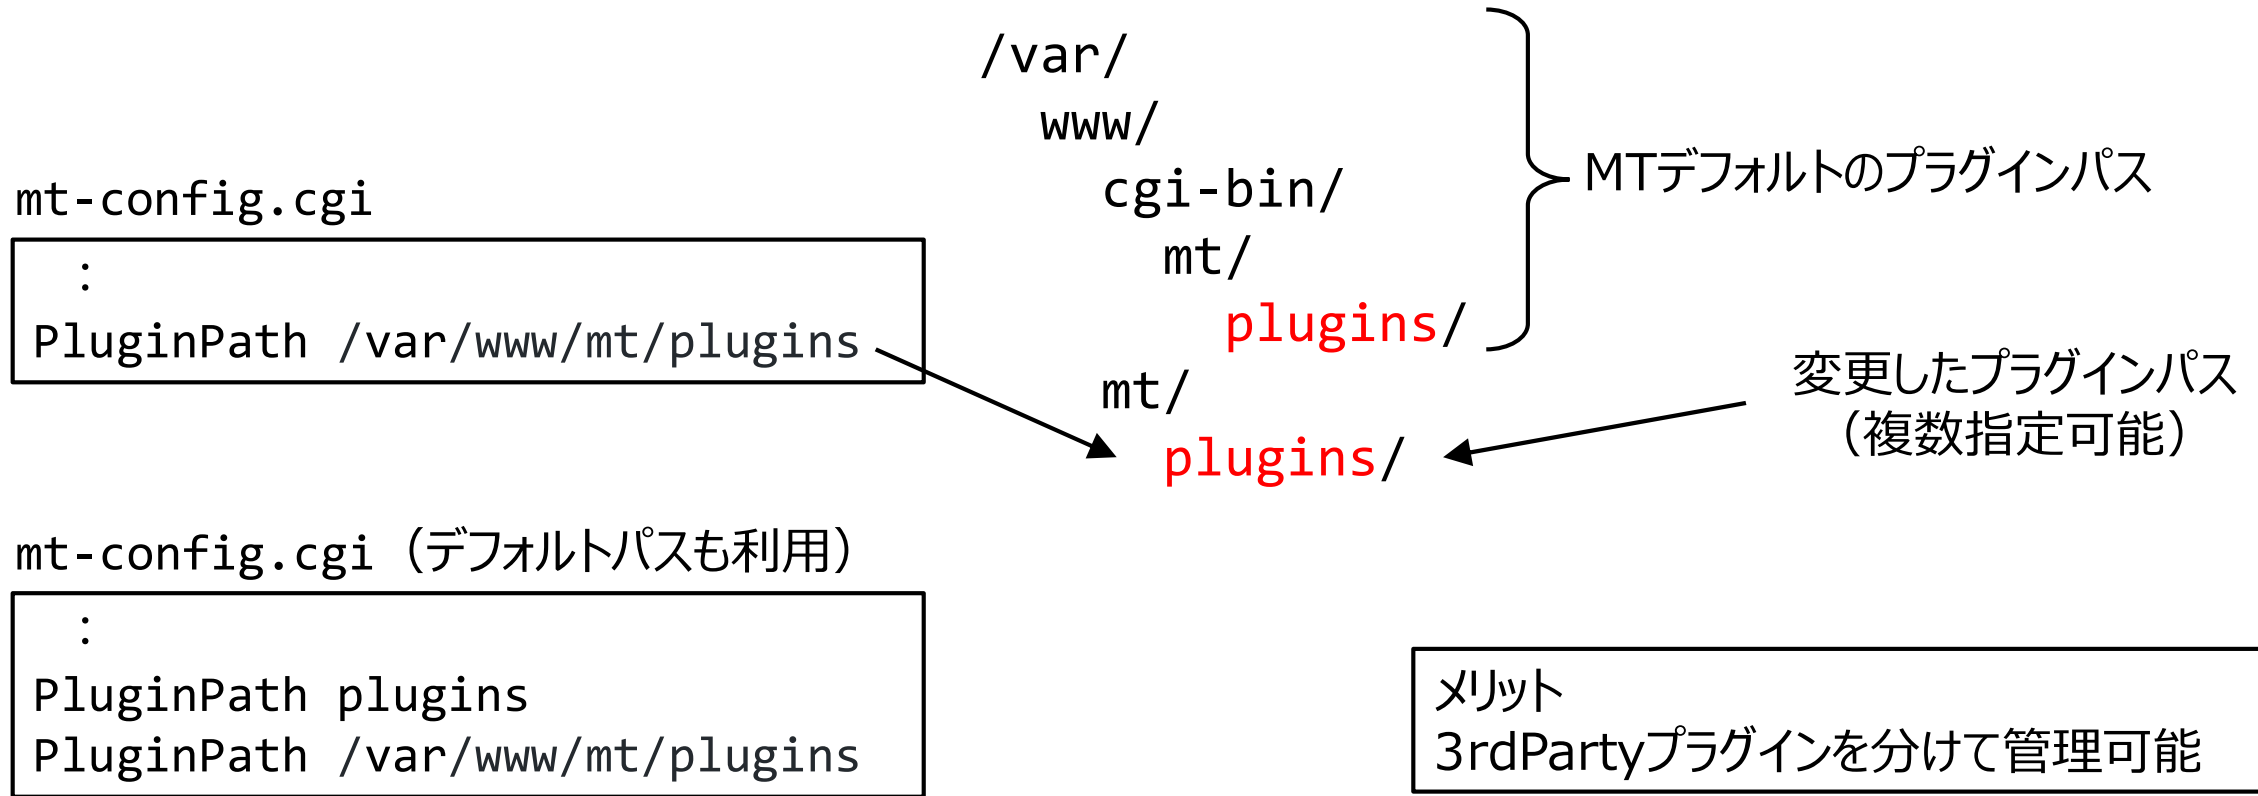 mt-config.cgi
:
PluginPath /var/www/mt/plugins
mt-config.cgi（デフォルトパスも利用）
:
PluginPath plugins
PluginPath /var/www/mt/plugins
/var/
www/
cgi-bin/
mt/
plugins/
mt/
plugins/
MTデフォルトのプラグインパス
変更したプラグインパス
（複数指定可能）
メリット
3rdPartyプラグインを分けて管理可能